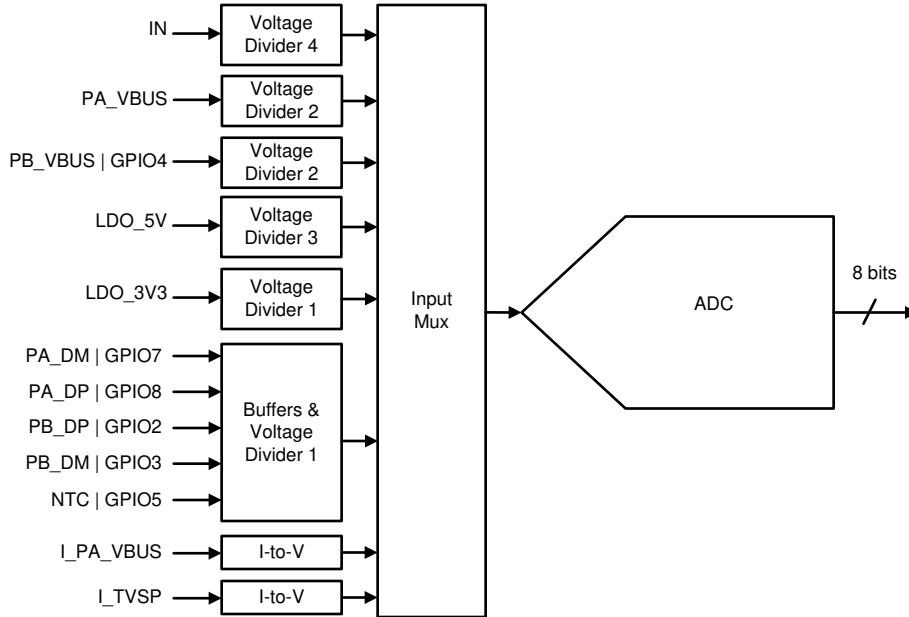 IN
Voltage
Divider 4
PA_VBUS
Voltage
Divider 2
PB_VBUS | GPIO4
Voltage
Divider 2
LDO_5V
Voltage
Divider 3
LDO_3V3
Voltage
Divider 1
PA_DM | GPIO7
PA_DP | GPIO8
PB_DP | GPIO2
PB_DM | GPIO3
NTC | GPIO5
Buffers &
Voltage
Divider 1
I_PA_VBUS
I-to-V
I_TVSP
I-to-V
Input
Mux
ADC
8 bits